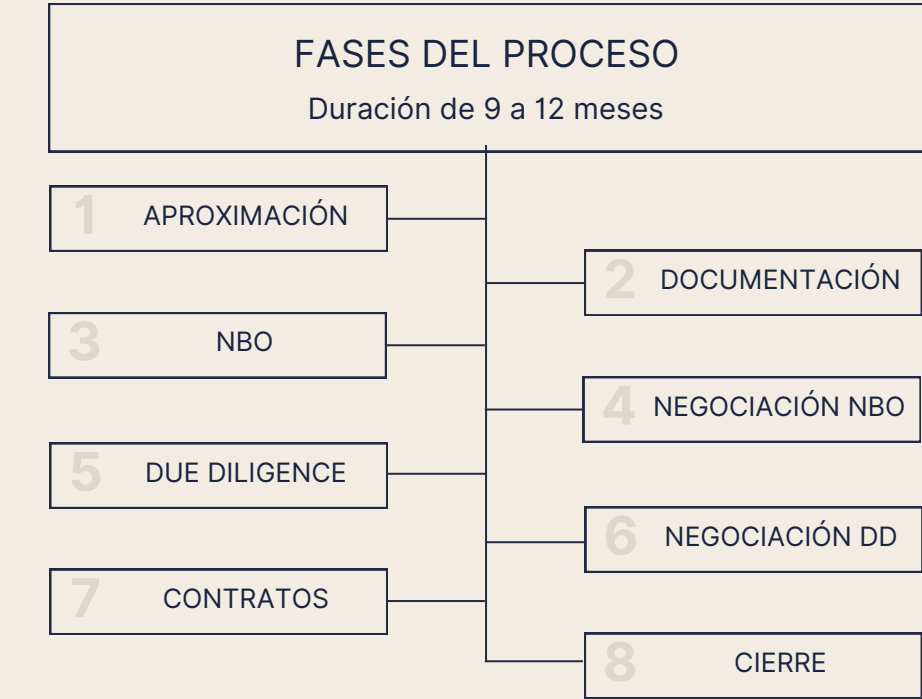 FASES DEL PROCESO
Duración de 9 a 12 meses
1 APROXIMACIÓN
2 DOCUMENTACIÓN
3 NBO
4 NEGOCIACIÓN NBO
5 DUE DILIGENCE
6 NEGOCIACIÓN DD
7 CONTRATOS
8 CIERRE